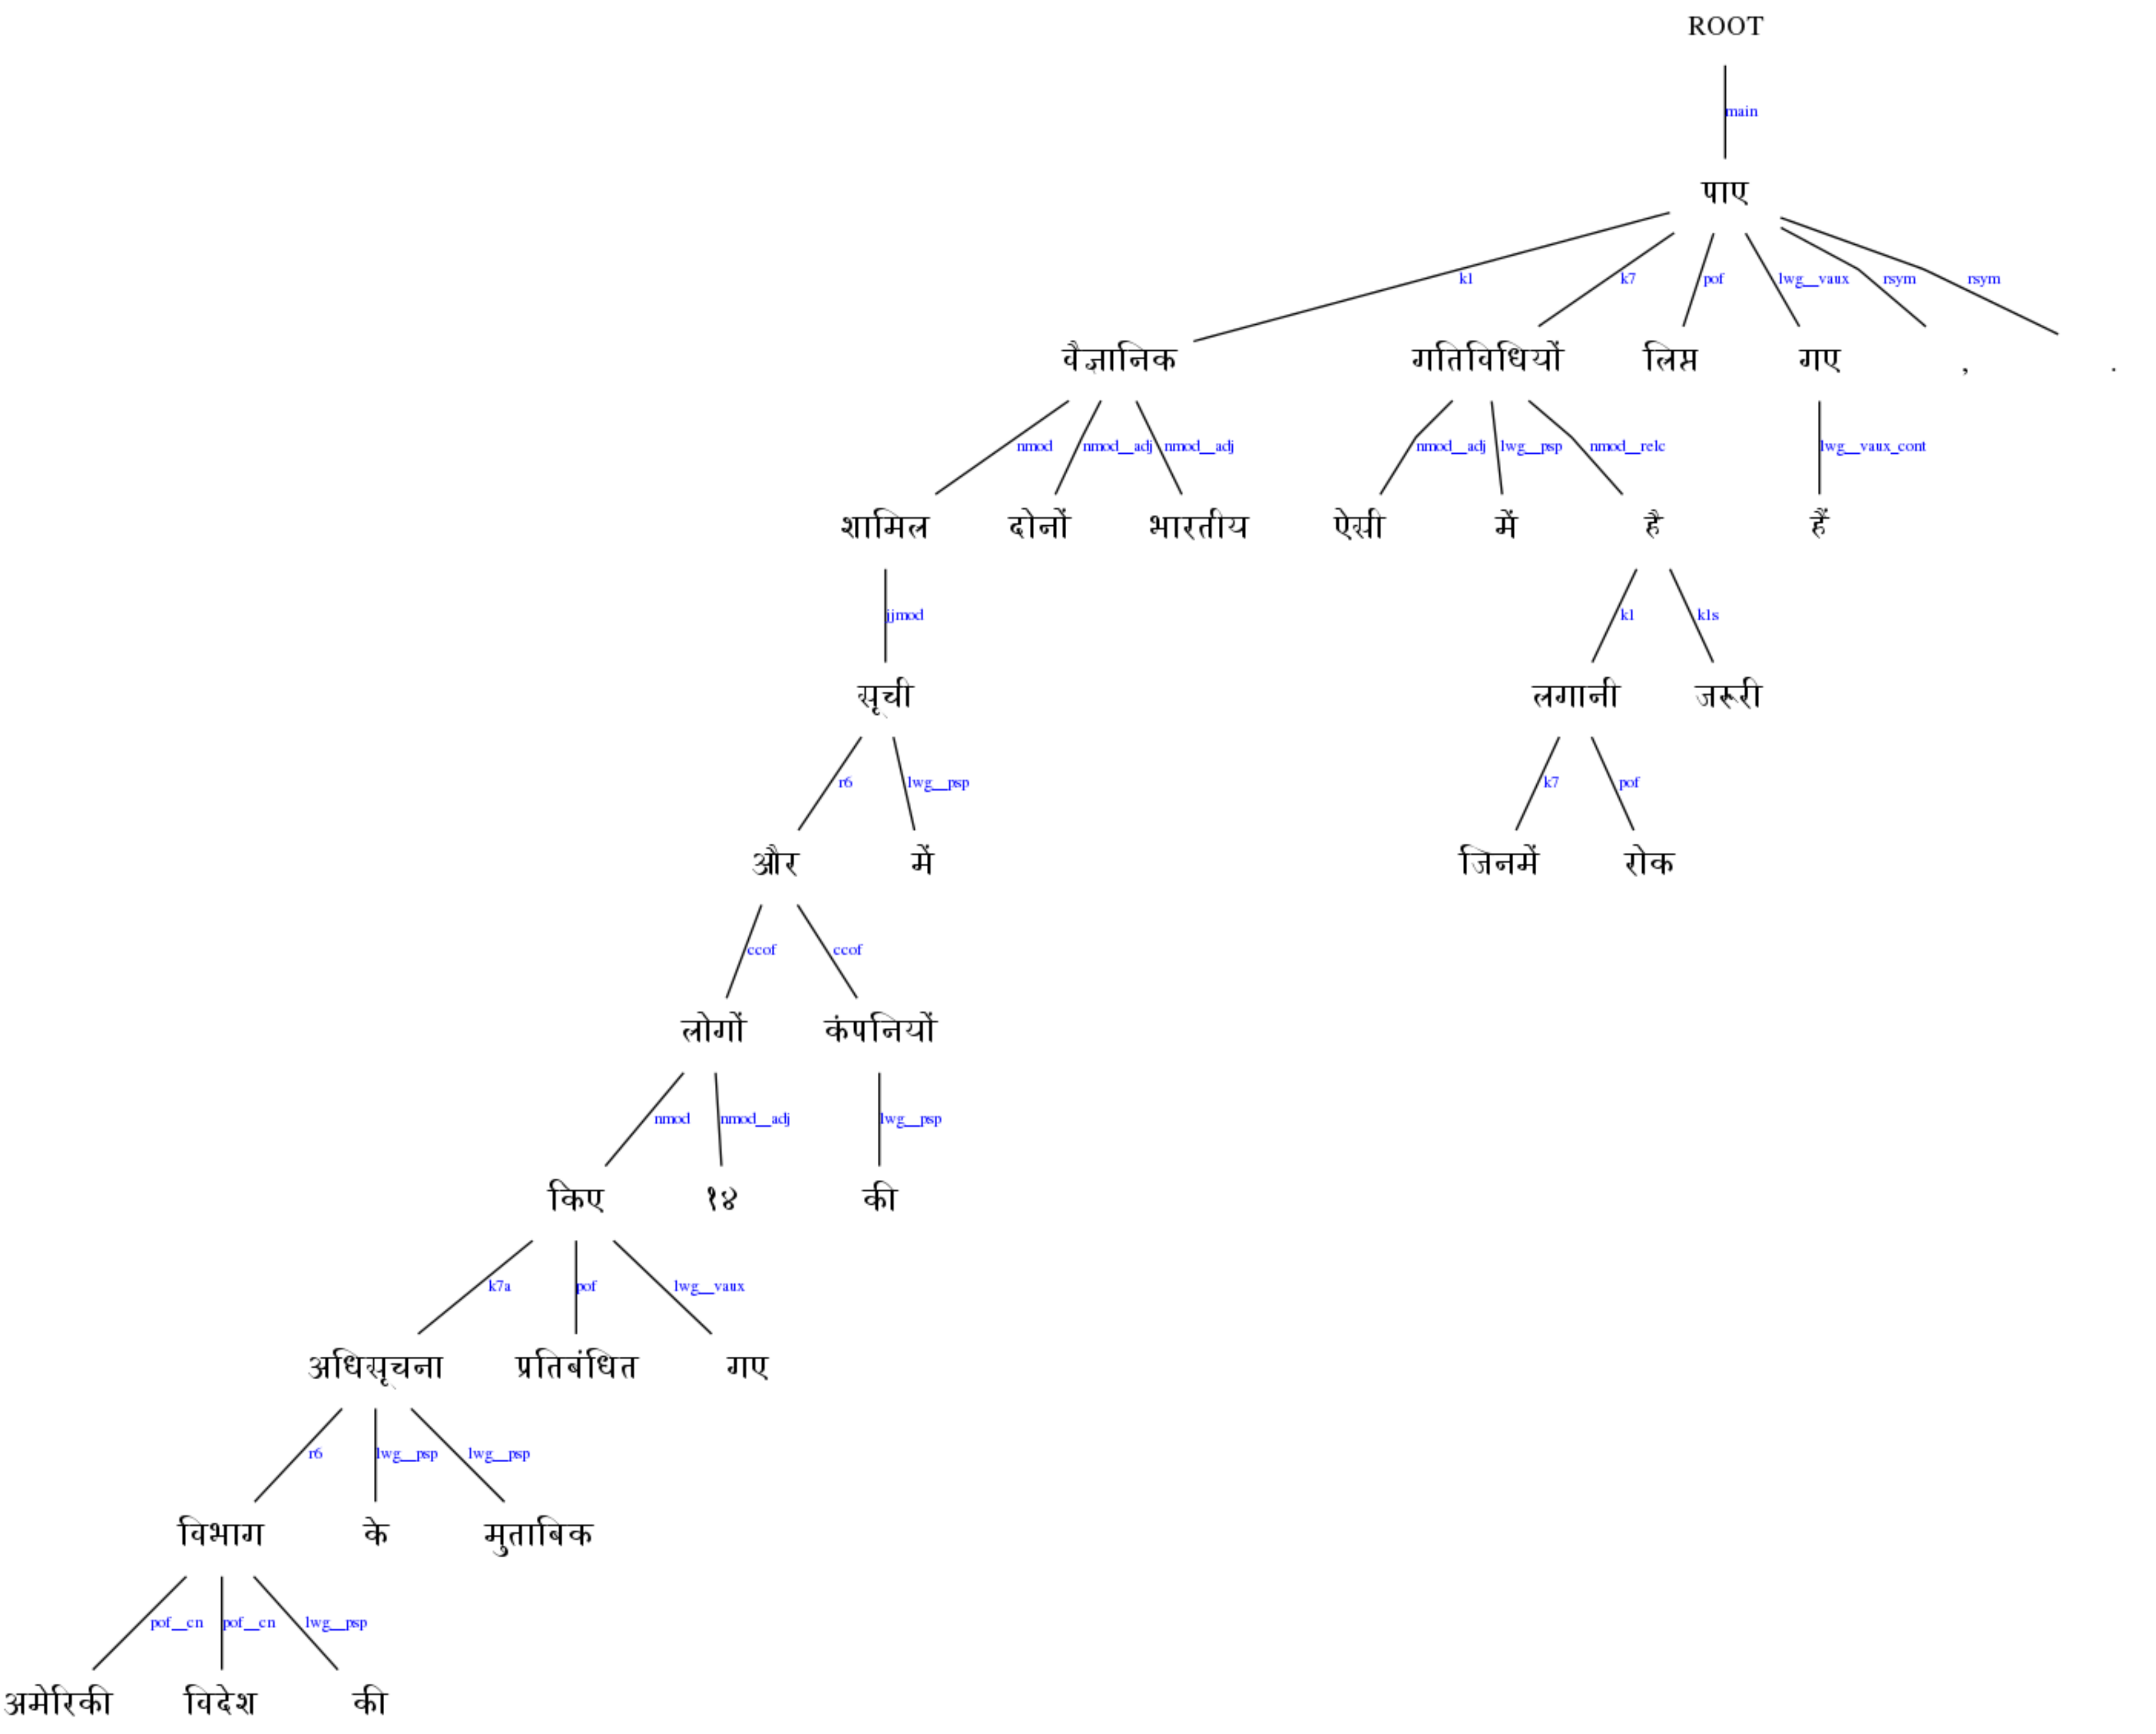 ROOT
main
पाए
k1 k7 pof lwg__vaux rsym rsym
वैज्ञानिक गतिविधियों लिप्त गए , .
nmod nmod__adj nmod__adj nmod__adj lwg__psp nmod__relc lwg__vaux_cont
शामिल दोनों भारतीय ऐसी में है हैं
jjmod k1 k1s
सूची लगानी जरूरी
r6 lwg__psp k7 pof
और में जिनमें रोक
ccof ccof
लोगों कंपनियों
nmod nmod__adj lwg__psp
किए १४ की
k7a pof lwg__vaux
अधिसूचना प्रतिबंधित गए
r6 lwg__psp lwg__psp
विभाग के मुताबिक
pof__cn pof__cn lwg__psp
अमेरिकी विदेश की